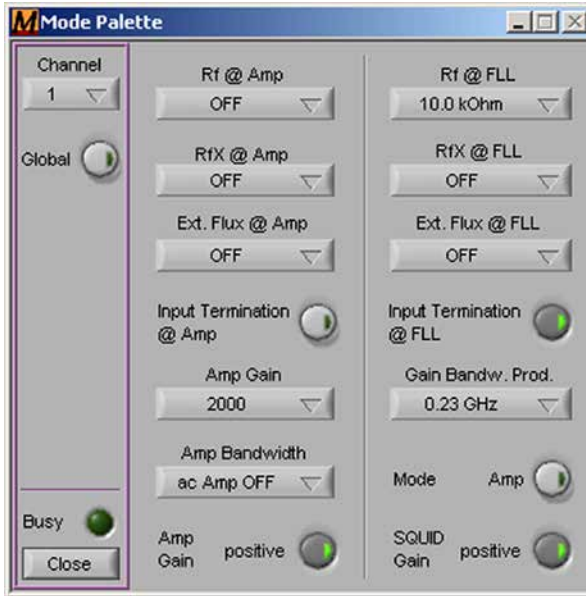 Mode Palette
Channel
1
Global
Busy
Close
Rf @ Amp
OFF
RfX @ Amp
OFF
Ext. Flux @ Amp
OFF
Input Termination
@ Amp
Amp Gain
2000
Amp Bandwidth
ac Amp OFF
Amp
Gain
positive
Rf @ FLL
10.0 kOhm
RfX @ FLL
OFF
Ext. Flux @ FLL
OFF
Input Termination
@ FLL
Gain Bandw. Prod.
0.23 GHz
Mode Amp
SQUID
Gain
positive